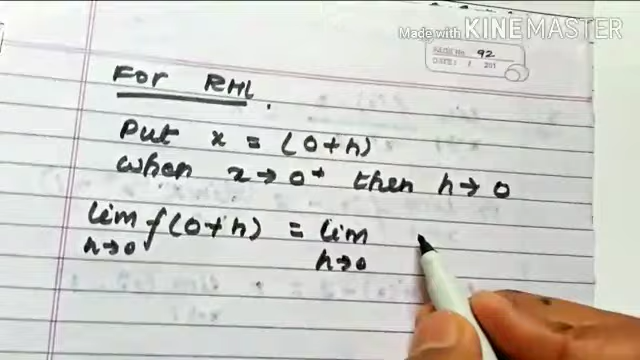 Made with KINEMASTER
PAGE No. 92
DATE: / /201
For RHL.
Put x = (0+h)
when x→0⁺ then h→0
lim f(0+h) = lim
h→0 h→0